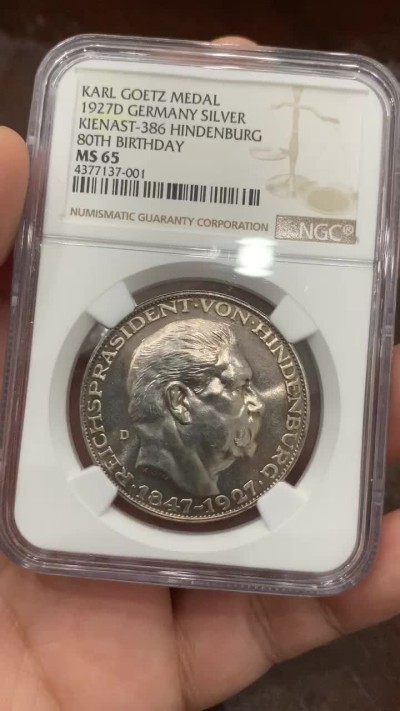 KARL GOETZ MEDAL
1927D GERMANY SILVER
KIENAST-386 HINDENBURG
80TH BIRTHDAY
MS 65
4377137-001
NUMISMATIC GUARANTY CORPORATION NGC®
REICHSPRÄSIDENT·VON·HINDENBURG
D
·1847-1927·